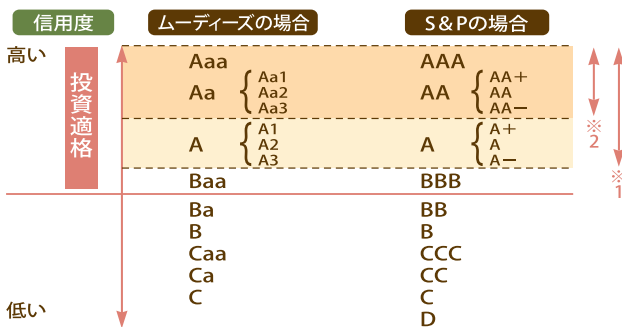 信用度 ムーディーズの場合 S&Pの場合
高い
投資適格
Aaa AAA
Aa { Aa1 Aa2 Aa3 AA { AA+ AA AA−
※2
A { A1 A2 A3 A { A+ A A−
※1
Baa BBB
Ba BB
B B
Caa CCC
Ca CC
C C
低い D